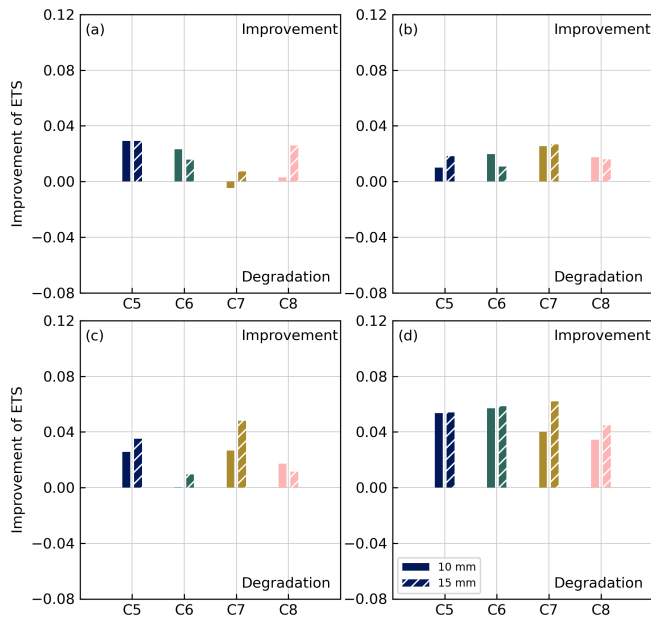 0.12
(a)
Improvement
0.08
0.04
0.00
−0.04
Degradation
−0.08
C5 C6 C7 C8
Improvement of ETS
0.12
(b)
Improvement
0.08
0.04
0.00
−0.04
Degradation
−0.08
C5 C6 C7 C8
0.12
(c)
Improvement
0.08
0.04
0.00
−0.04
Degradation
−0.08
C5 C6 C7 C8
Improvement of ETS
0.12
(d)
Improvement
0.08
0.04
0.00
−0.04
10 mm
15 mm
Degradation
−0.08
C5 C6 C7 C8